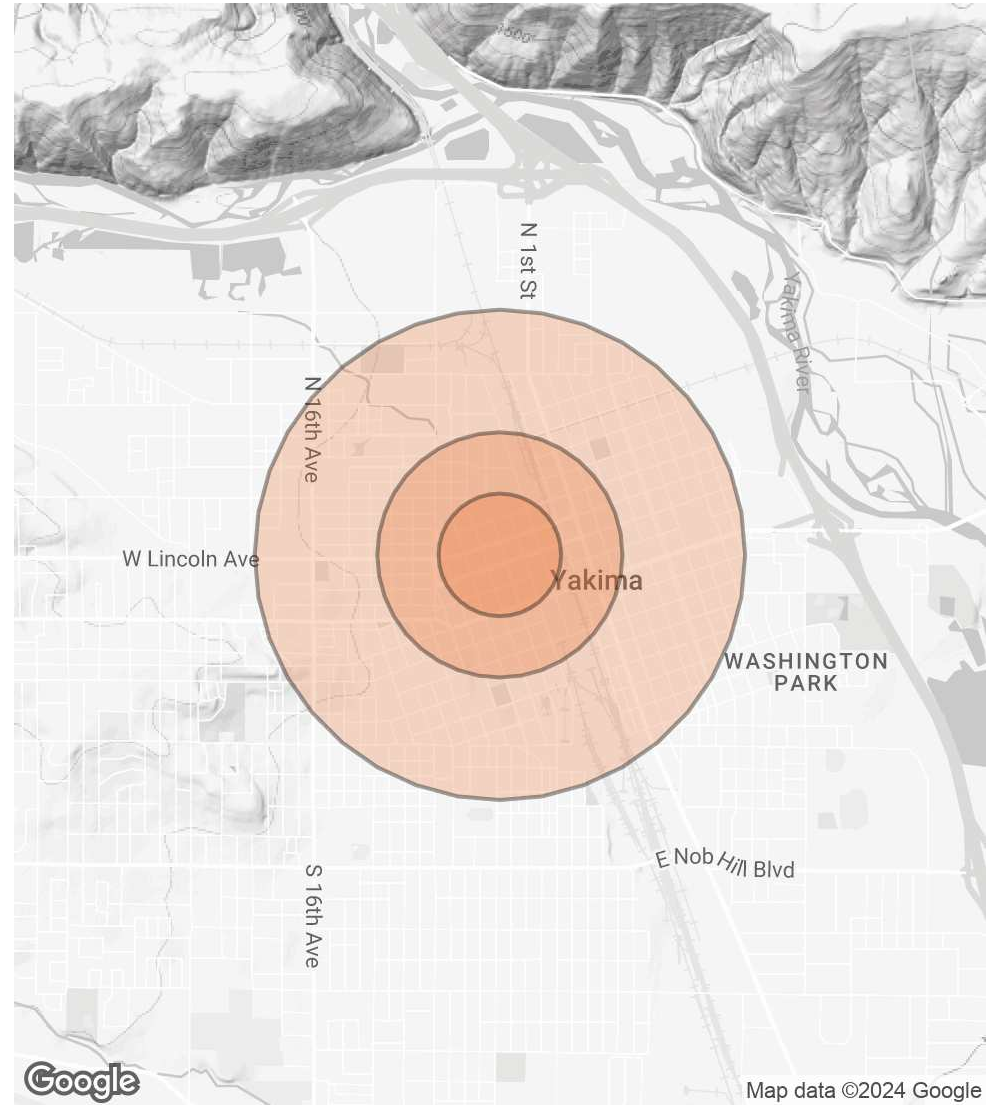 1500'
N 1st St
Yakima River
N 16th Ave
W Lincoln Ave
Yakima
WASHINGTON
PARK
E Nob Hill Blvd
S 16th Ave
Google
Map data ©2024 Google